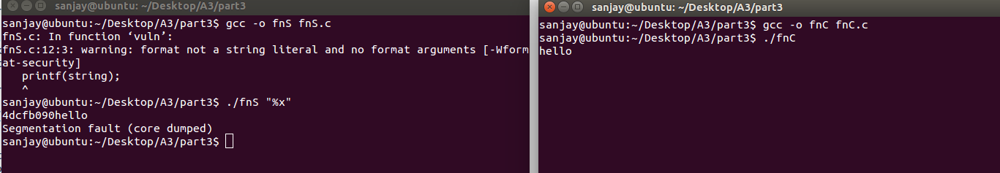 sanjay@ubuntu: ~/Desktop/A3/part3
sanjay@ubuntu:~/Desktop/A3/part3$ gcc -o fnS fnS.c
fnS.c: In function ‘vuln’:
fnS.c:12:3: warning: format not a string literal and no format arguments [-Wform
at-security]
   printf(string);
   ^
sanjay@ubuntu:~/Desktop/A3/part3$ ./fnS "%x"
4dcfb090hello
Segmentation fault (core dumped)
sanjay@ubuntu:~/Desktop/A3/part3$
sanjay@ubuntu: ~/Desktop/A3/part3
sanjay@ubuntu:~/Desktop/A3/part3$ gcc -o fnC fnC.c
sanjay@ubuntu:~/Desktop/A3/part3$ ./fnC
hello